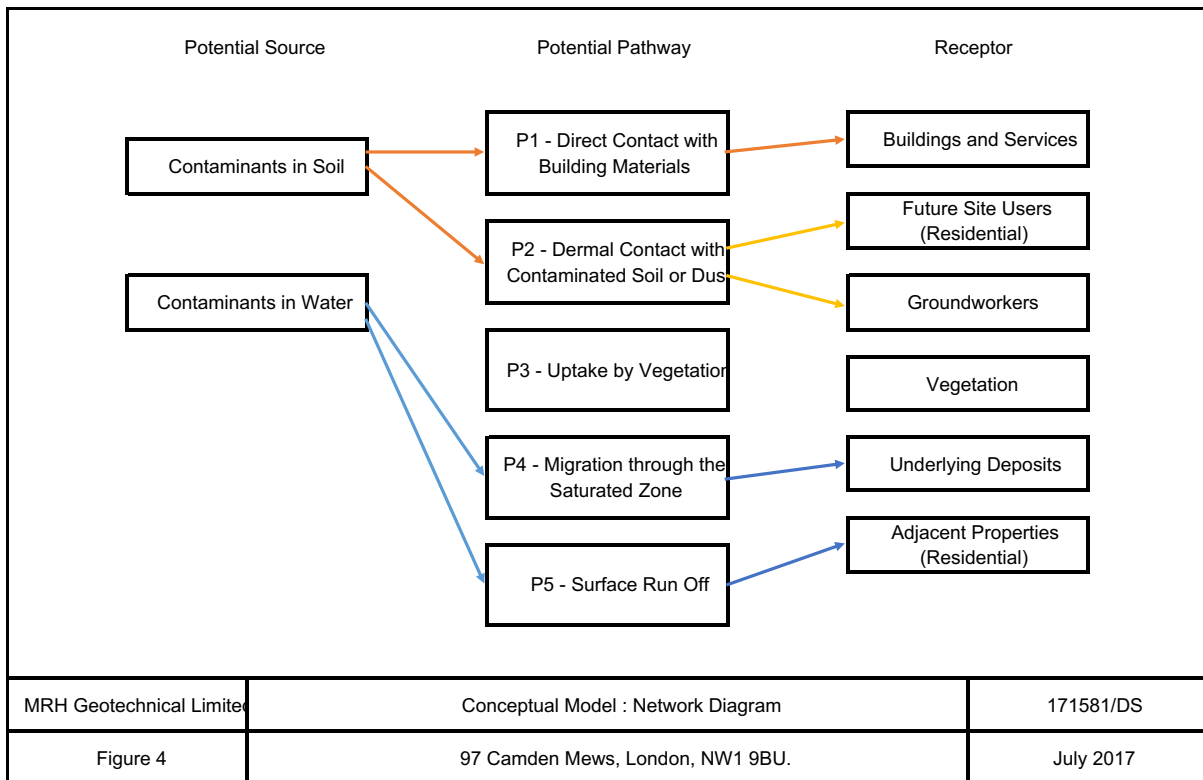 Potential Source
Potential Pathway
Receptor
Contaminants in Soil
Contaminants in Water
P1 - Direct Contact with
Building Materials
P2 - Dermal Contact with
Contaminated Soil or Dus
P3 - Uptake by Vegetation
P4 - Migration through the
Saturated Zone
P5 - Surface Run Off
Buildings and Services
Future Site Users
(Residential)
Groundworkers
Vegetation
Underlying Deposits
Adjacent Properties
(Residential)
MRH Geotechnical Limited
Conceptual Model : Network Diagram
171581/DS
Figure 4
97 Camden Mews, London, NW1 9BU.
July 2017